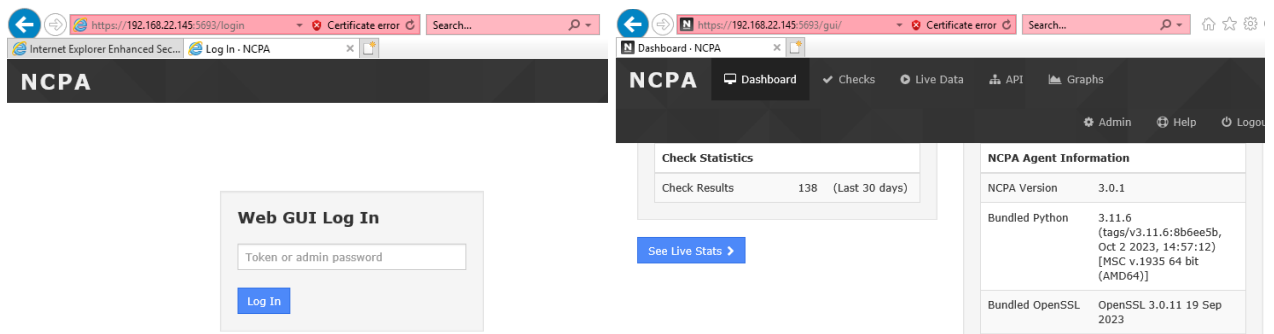 https://192.168.22.145:5693/login
Certificate error
Search...
Internet Explorer Enhanced Sec...
Log In · NCPA
NCPA
Web GUI Log In
Token or admin password
Log In
https://192.168.22.145:5693/gui/
Certificate error
Search...
Dashboard · NCPA
NCPA
Dashboard
Checks
Live Data
API
Graphs
Admin
Help
Logou
Check Statistics
Check Results 138 (Last 30 days)
See Live Stats
NCPA Agent Information
NCPA Version 3.0.1
Bundled Python 3.11.6
(tags/v3.11.6:8b6ee5b,
Oct 2 2023, 14:57:12)
[MSC v.1935 64 bit
(AMD64)]
Bundled OpenSSL OpenSSL 3.0.11 19 Sep
2023